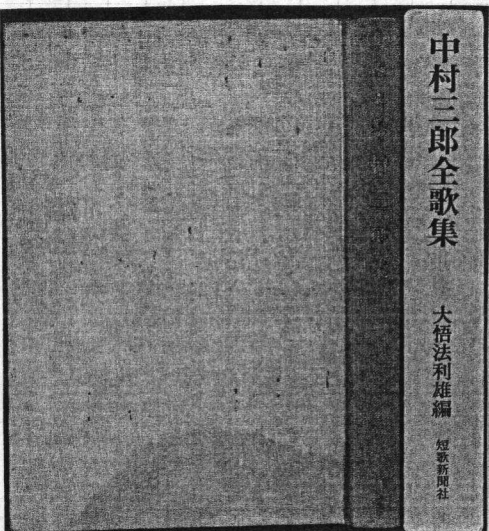 中村三郎全歌集
大悟法利雄編
短歌新聞社